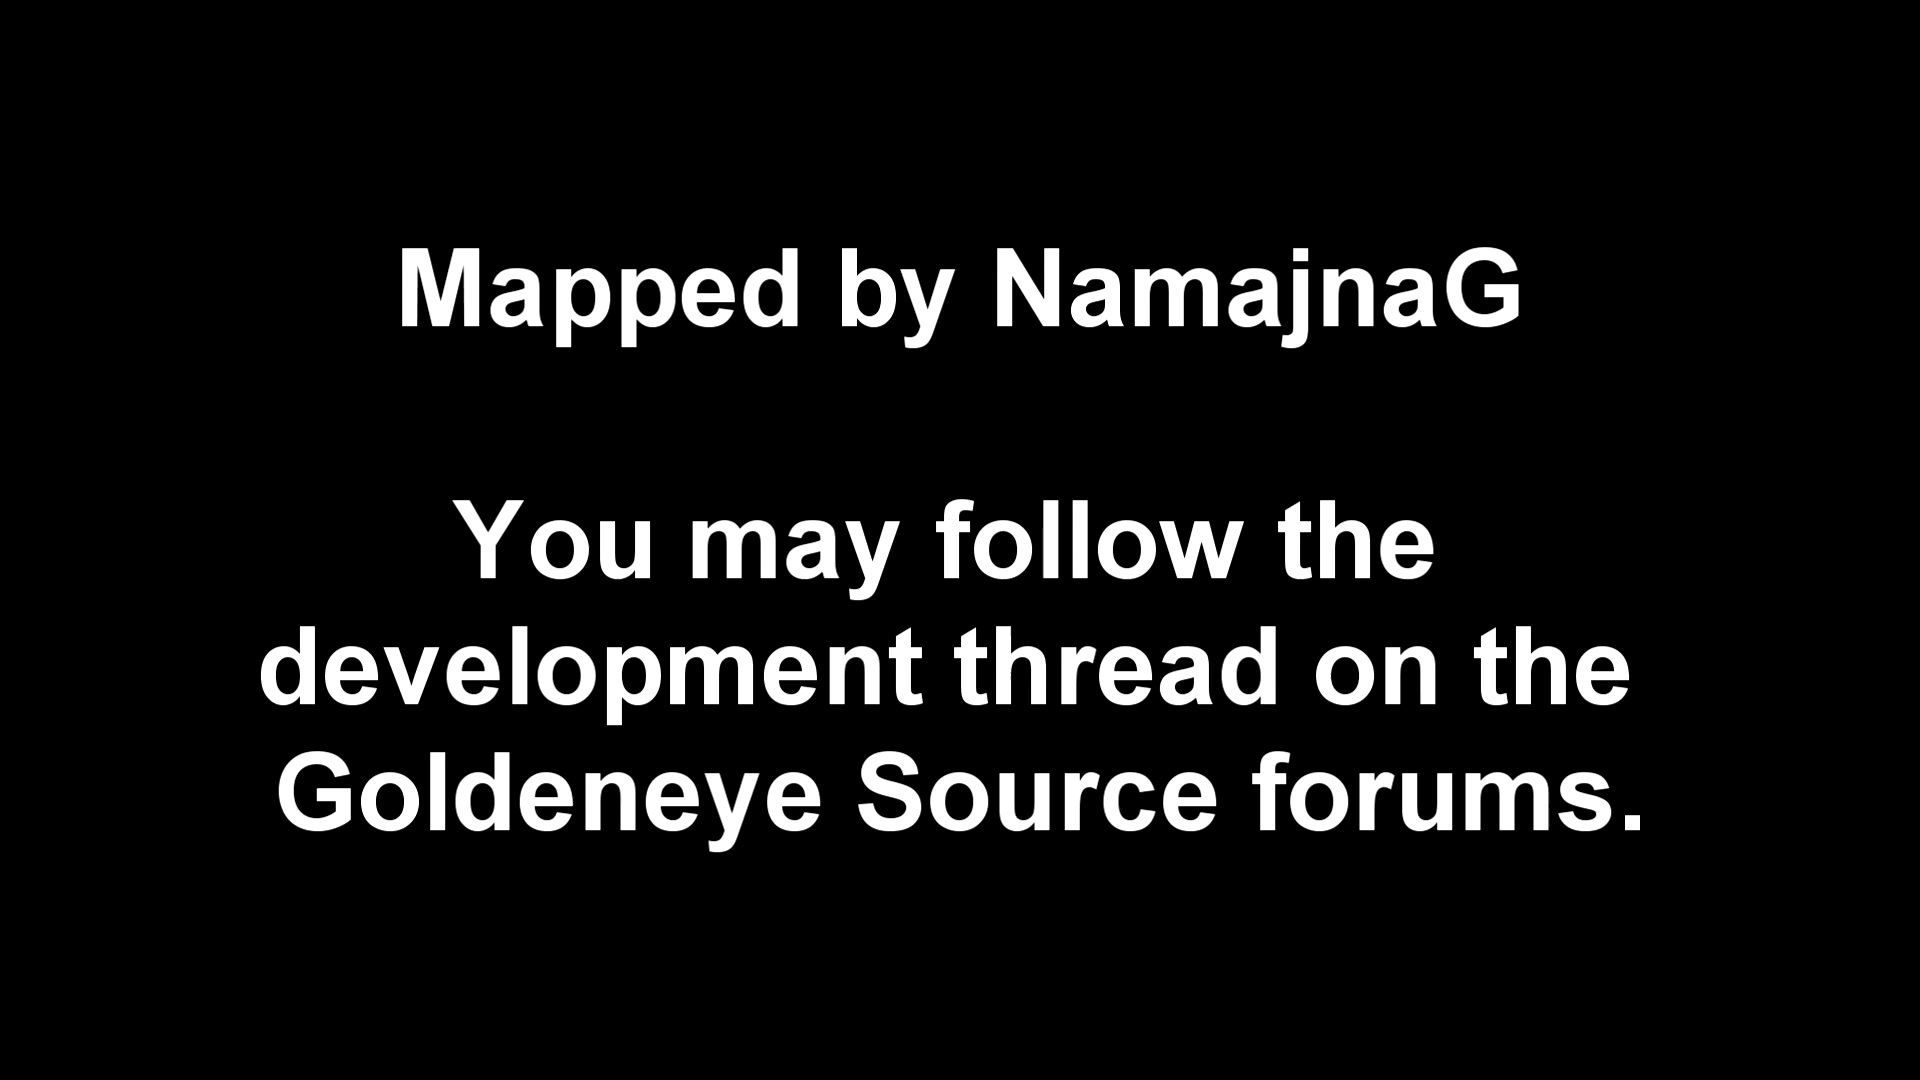 Mapped by NamajnaG
You may follow the
development thread on the
Goldeneye Source forums.